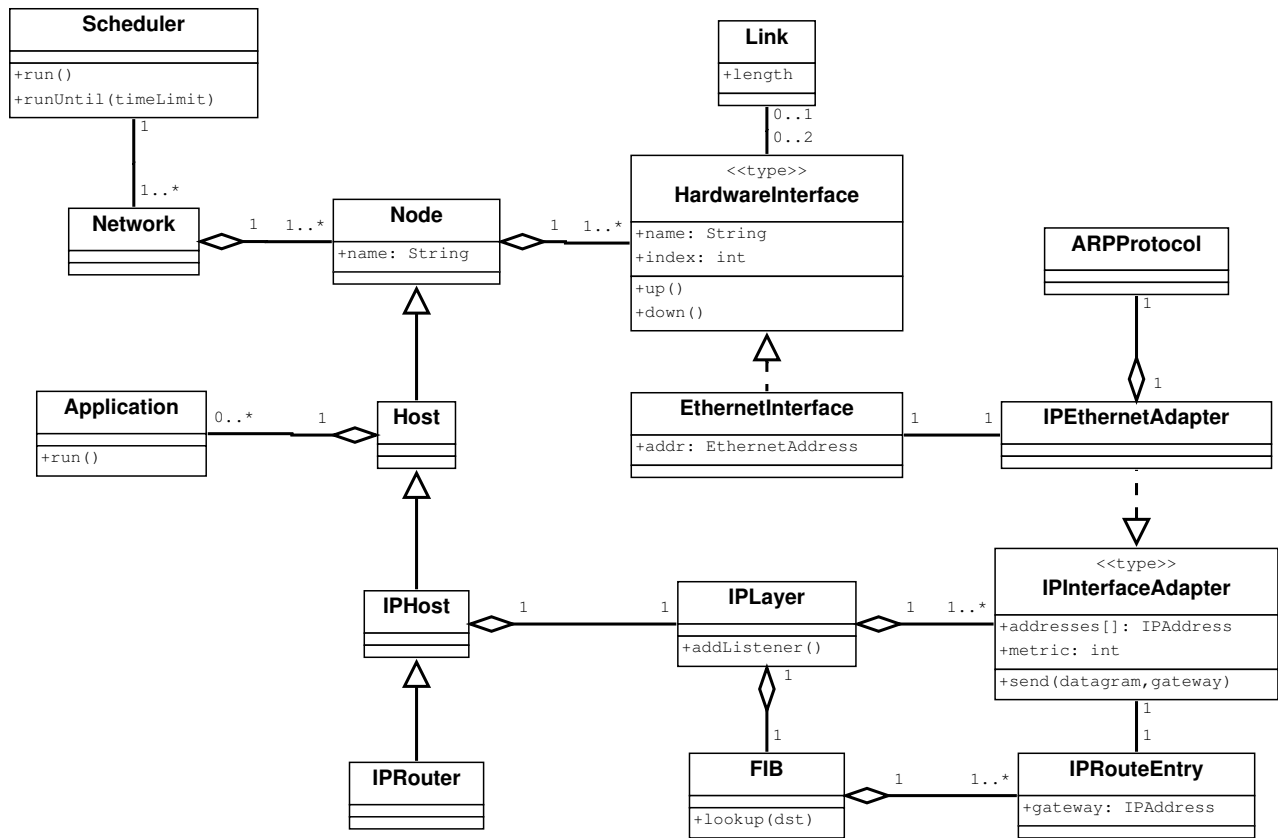 Scheduler
+run()
+runUntil(timeLimit)
1
1..*
Link
+length
0..1
0..2
<<type>>
HardwareInterface
+name: String
+index: int
+up()
+down()
Network
1
1..*
Node
+name: String
1
1..*
ARPProtocol
1
1
Application
+run()
0..*
1
Host
EthernetInterface
+addr: EthernetAddress
1
1
IPEthernetAdapter
IPHost
1
1
IPLayer
+addListener()
1
1..*
<<type>>
IPInterfaceAdapter
+addresses[]: IPAddress
+metric: int
+send(datagram,gateway)
1
1
1
1
IPRouter
FIB
+lookup(dst)
1
1..*
IPRouteEntry
+gateway: IPAddress